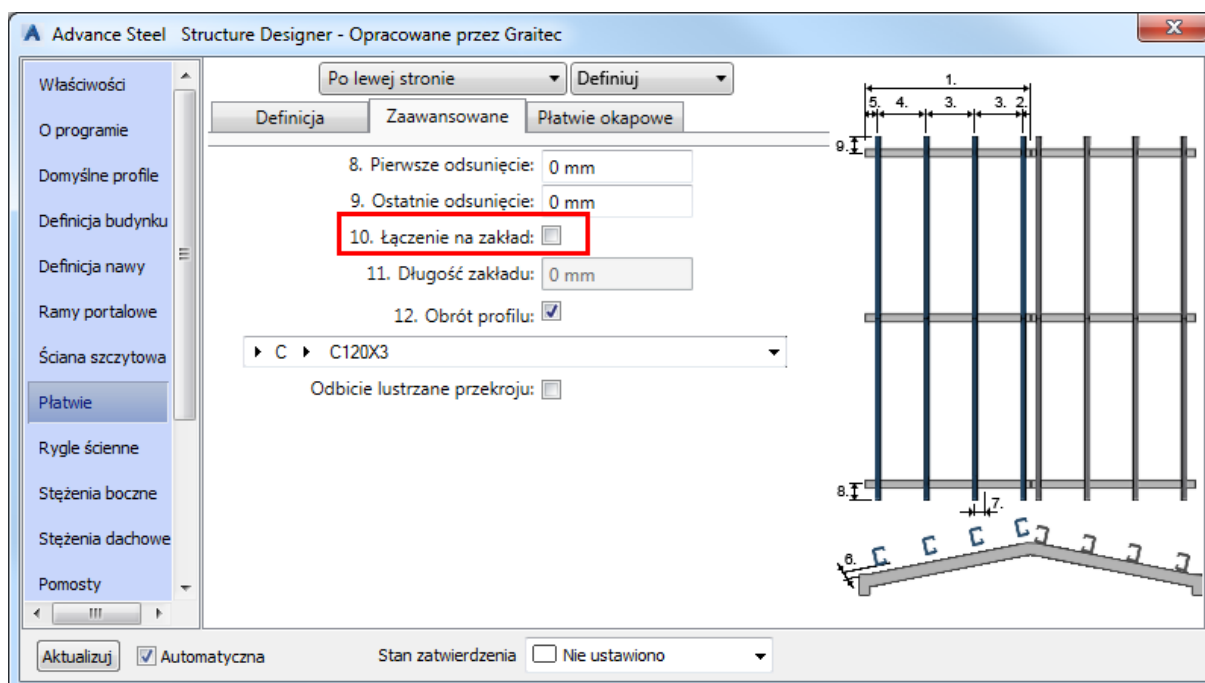 Advance Steel Structure Designer - Opracowane przez Graitec
Właściwości
O programie
Domyślne profile
Definicja budynku
Definicja nawy
Ramy portalowe
Ściana szczytowa
Płatwie
Rygle ścienne
Stężenia boczne
Stężenia dachowe
Pomosty
Po lewej stronie Definiuj
Definicja Zaawansowane Płatwie okapowe
8. Pierwsze odsunięcie: 0 mm
9. Ostatnie odsunięcie: 0 mm
10. Łączenie na zakład:
11. Długość zakładu: 0 mm
12. Obrót profilu:
C C120X3
Odbicie lustrzane przekroju:
1.
5. 4. 3. 3. 2.
9.
8.
7.
6.
Aktualizuj Automatyczna Stan zatwierdzenia Nie ustawiono